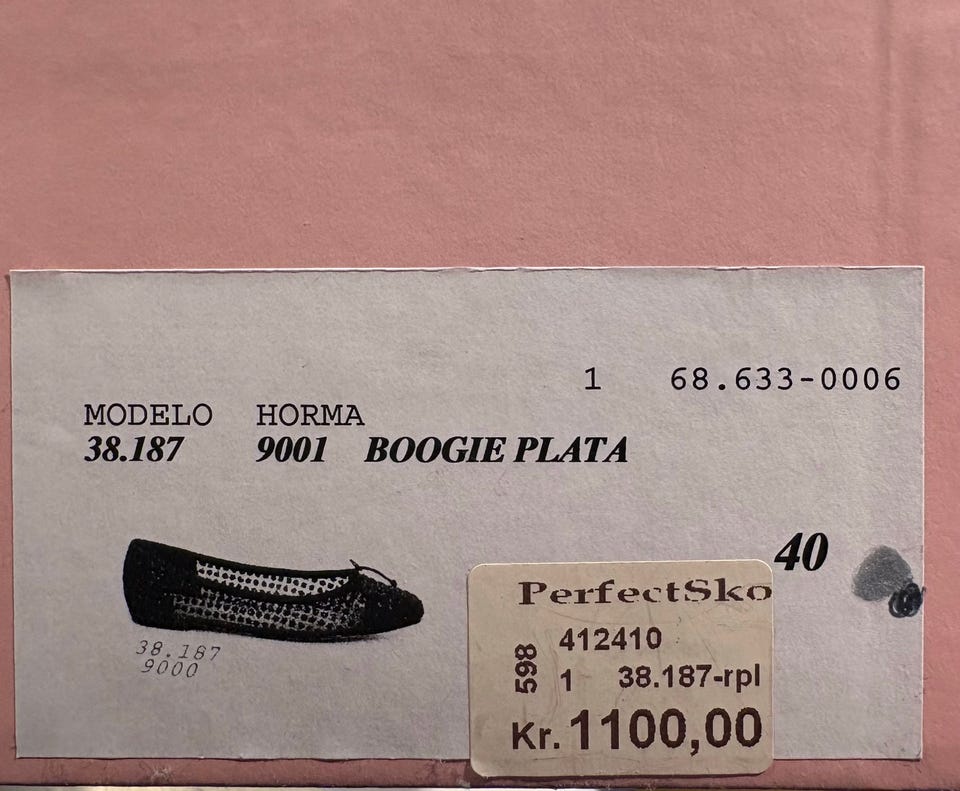 1 68.633-0006
MODELO HORMA
38.187 9001 BOOGIE PLATA
40
38.187
9000
PerfectSko
412410
598
1 38.187-rpl
Kr. 1100,00